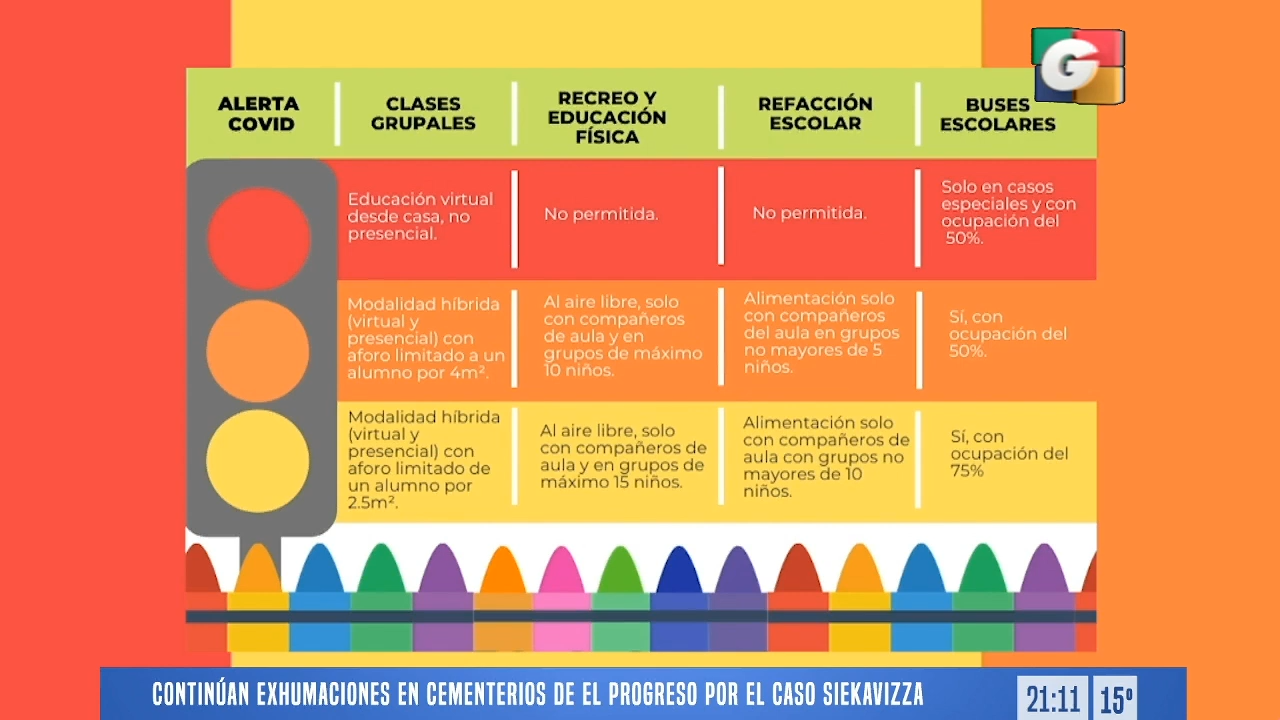 G
ALERTA
COVID
CLASES
GRUPALES
RECREO Y
EDUCACIÓN
FÍSICA
REFACCIÓN
ESCOLAR
BUSES
ESCOLARES
Educación virtual
desde casa, no
presencial.
No permitida.
No permitida.
Solo en casos
especiales y con
ocupación del
50%.
Modalidad híbrida
(virtual y
presencial) con
aforo limitado a un
alumno por 4m².
Al aire libre, solo
con compañeros
de aula y en
grupos de máximo
10 niños.
Alimentación solo
con compañeros
del aula en grupos
no mayores de 5
niños.
Sí, con
ocupación del
50%.
Modalidad híbrida
(virtual y
presencial) con
aforo limitado de
un alumno por
2.5m².
Al aire libre, solo
con compañeros de
aula y en grupos de
máximo 15 niños.
Alimentación solo
con compañeros de
aula con grupos no
mayores de 10
niños.
Sí, con
ocupación del
75%
CONTINÚAN EXHUMACIONES EN CEMENTERIOS DE EL PROGRESO POR EL CASO SIEKAVIZZA
21:11 15º